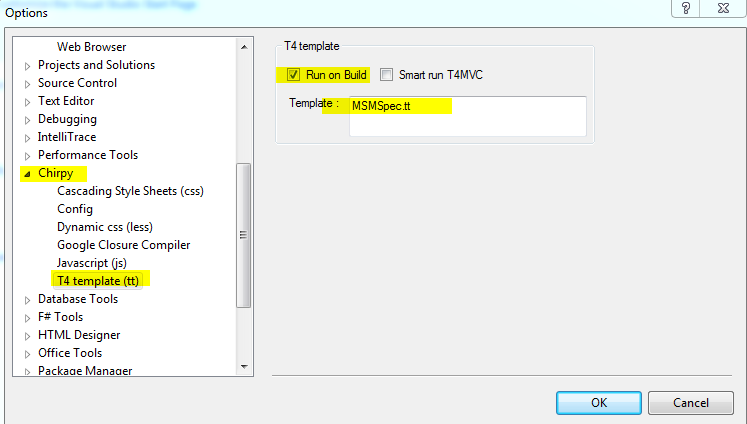 Options
Web Browser
Projects and Solutions
Source Control
Text Editor
Debugging
IntelliTrace
Performance Tools
Chirpy
Cascading Style Sheets (css)
Config
Dynamic css (less)
Google Closure Compiler
Javascript (js)
T4 template (tt)
Database Tools
F# Tools
HTML Designer
Office Tools
Package Manager
T4 template
Run on Build
Smart run T4MVC
Template :
MSMSpec.tt
OK
Cancel